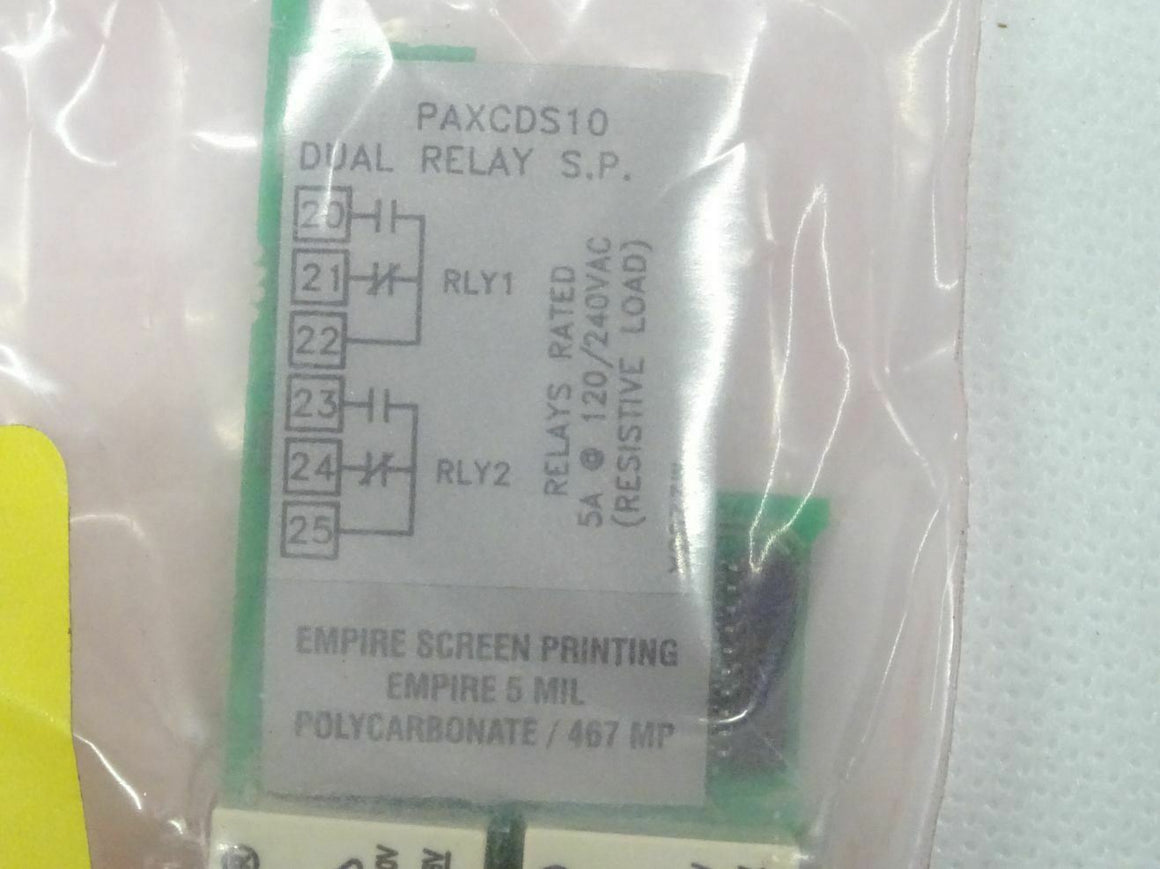 PAXCDS10
DUAL RELAY S.P.
20
21
RLY1
22
23
24
RLY2
25
RELAYS RATED
5A @ 120/240VAC
(RESISTIVE LOAD)
EMPIRE SCREEN PRINTING
EMPIRE 5 MIL
POLYCARBONATE / 467 MP